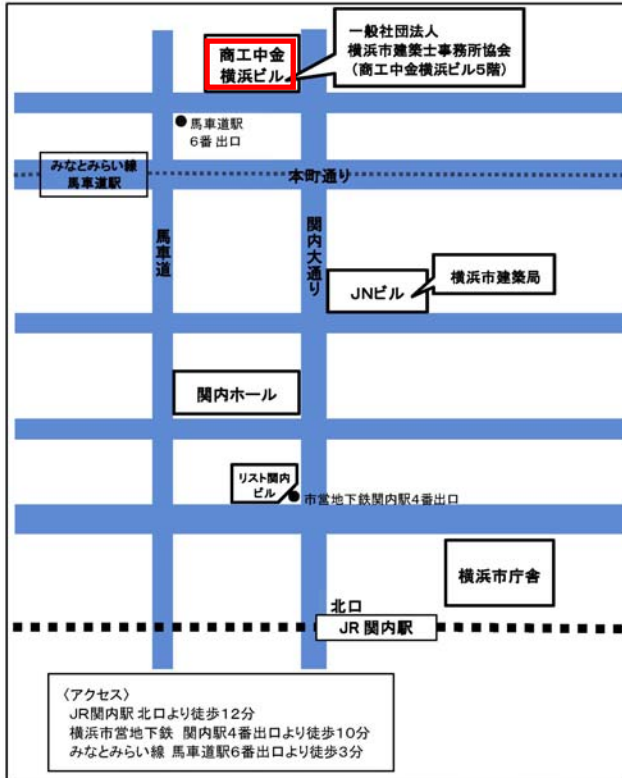 商工中金
横浜ビル
一般社団法人
横浜市建築士事務所協会
(商工中金横浜ビル5階)
●馬車道駅
6番出口
みなとみらい線
馬車道駅
本町通り
馬車道
関内大通り
JNビル
横浜市建築局
関内ホール
リスト関内
ビル
●市営地下鉄関内駅4番出口
横浜市庁舎
北口
JR関内駅
〈アクセス〉
JR関内駅 北口より徒歩12分
横浜市営地下鉄 関内駅4番出口より徒歩10分
みなとみらい線 馬車道駅6番出口より徒歩3分